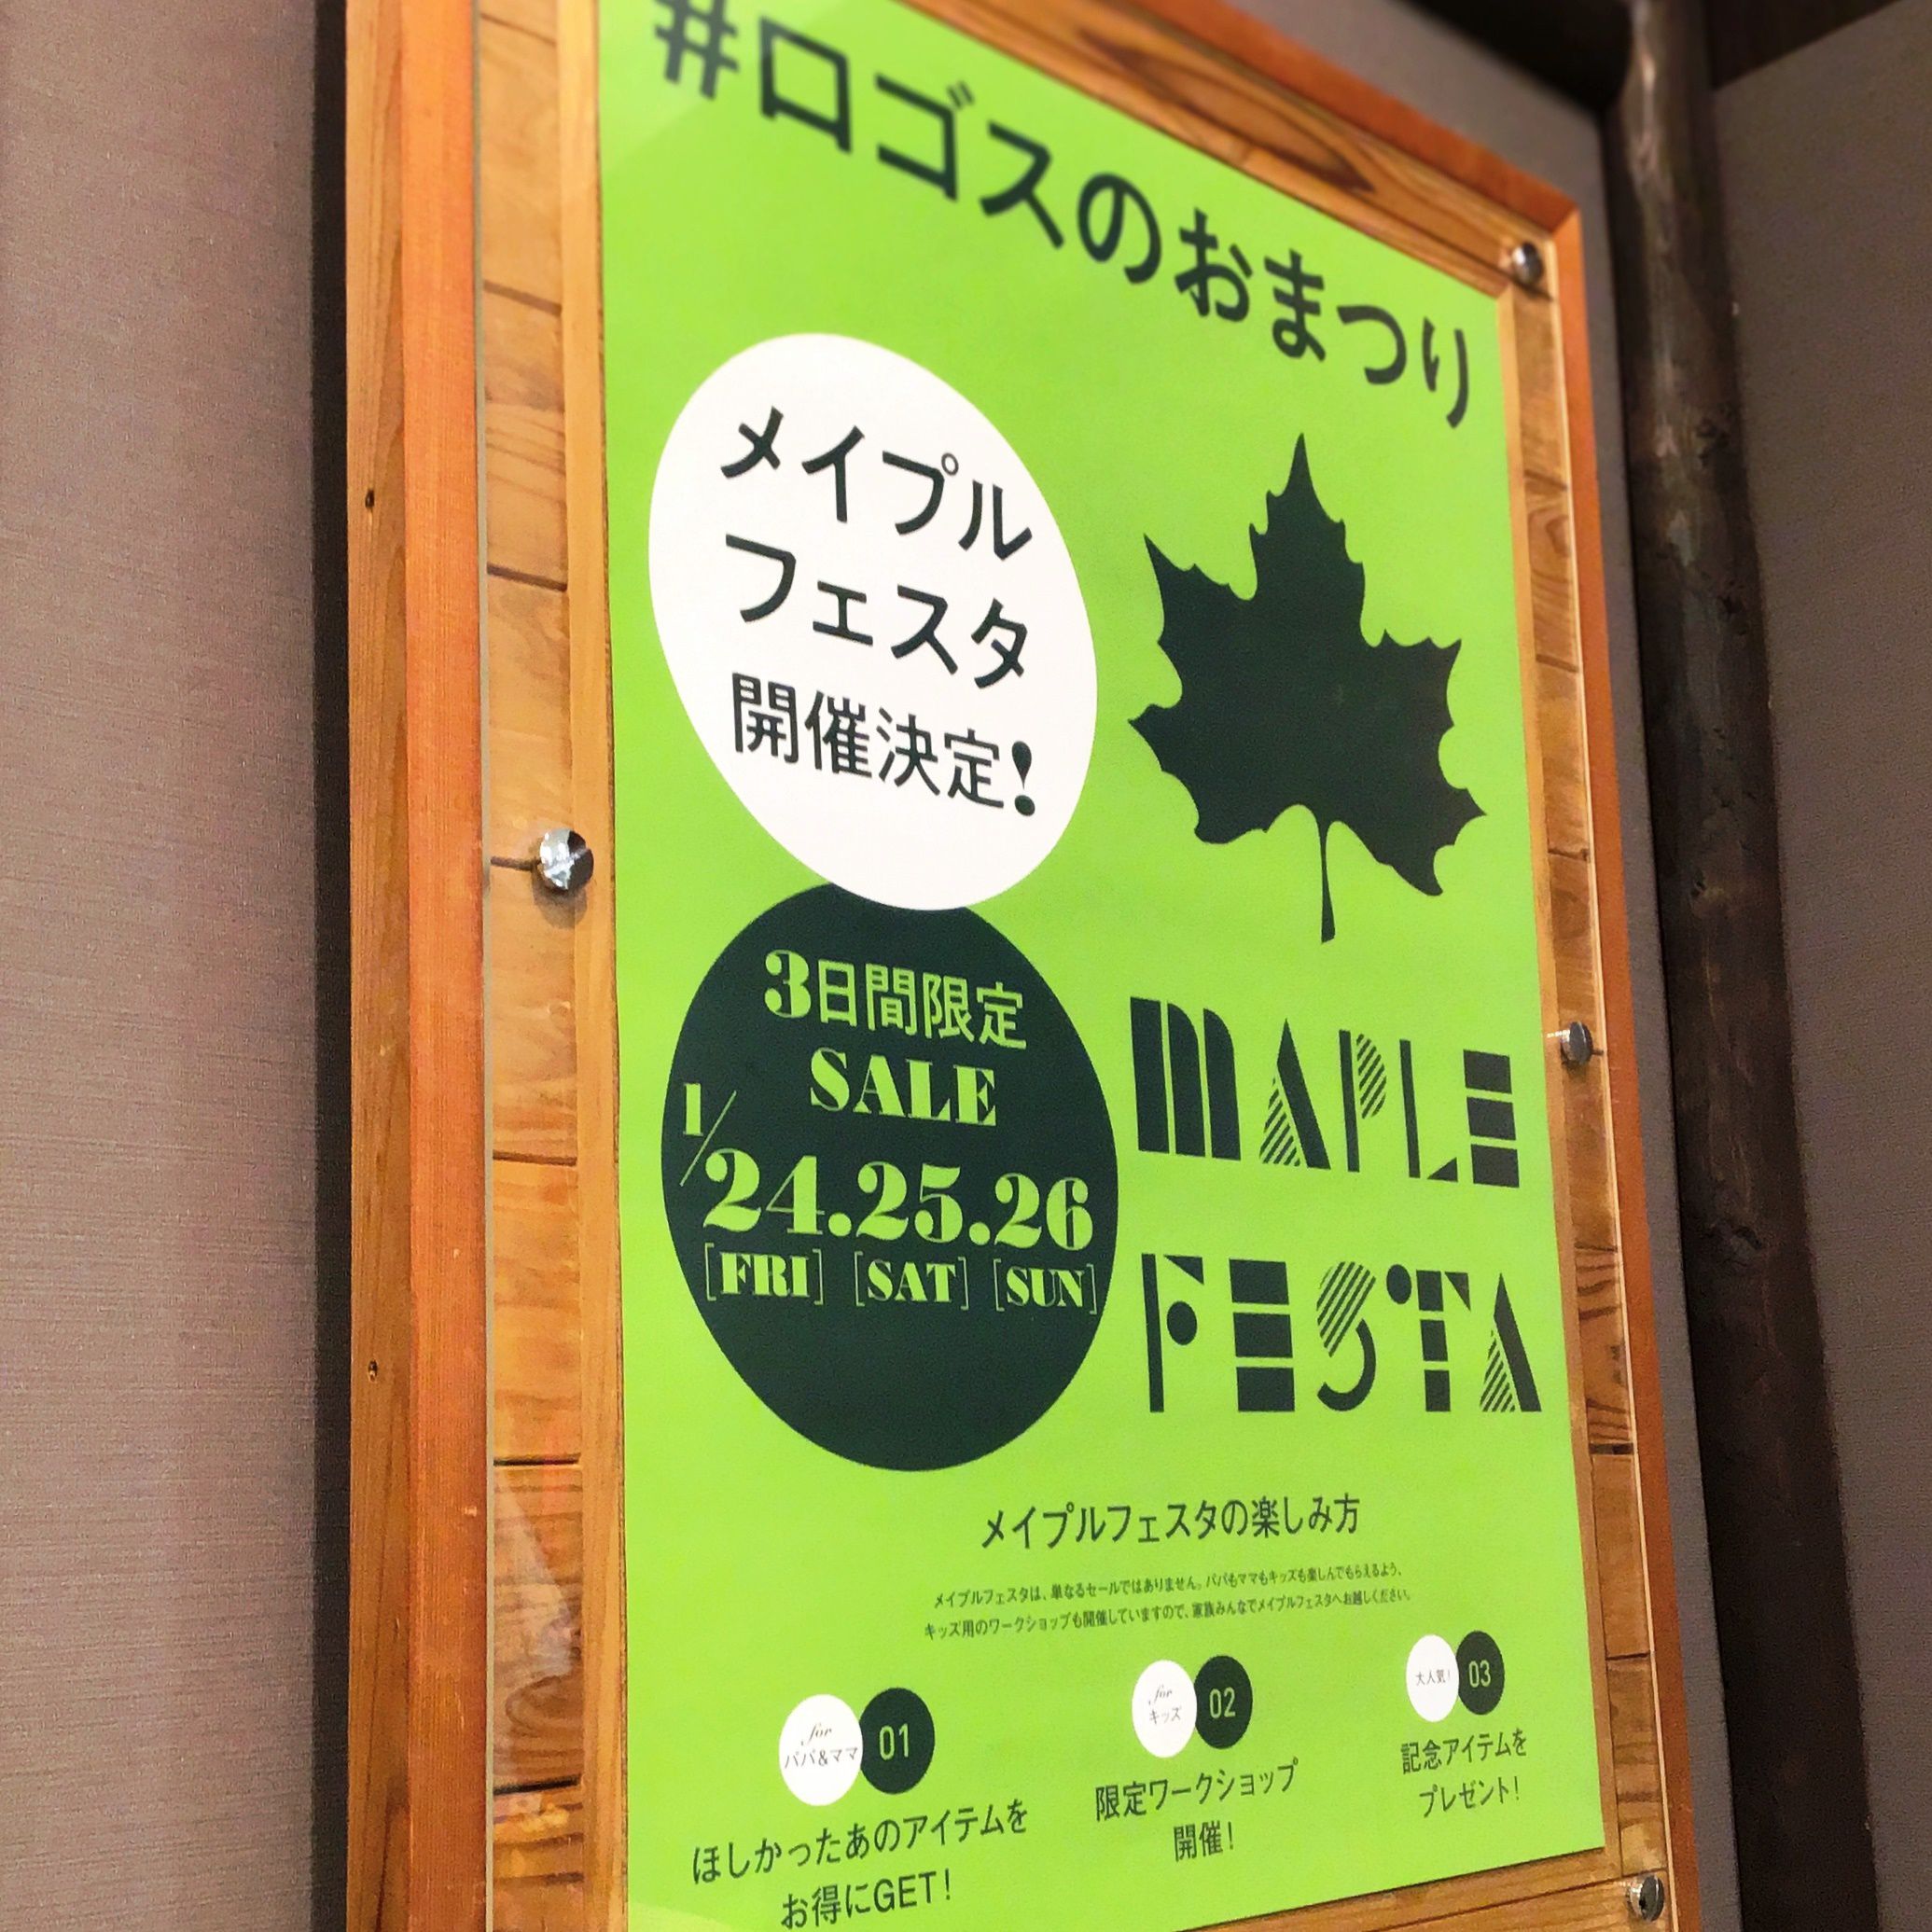 #ロゴスのおまつり
メイプル
フェスタ
開催決定!
3日間限定
SALE
1/24.25.26
[FRI] [SAT] [SUN]
MAPLE
FESTA
メイプルフェスタの楽しみ方
メイプルフェスタは、単なるセールではありません。パパもママもキッズも楽しんでもらえるよう、
キッズ用のワークショップも開催していますので、家族みんなでメイプルフェスタへお越しください。
for
パパ&ママ
01
ほしかったあのアイテムを
お得にGET!
for
キッズ
02
限定ワークショップ
開催!
大人気!
03
記念アイテムを
プレゼント!